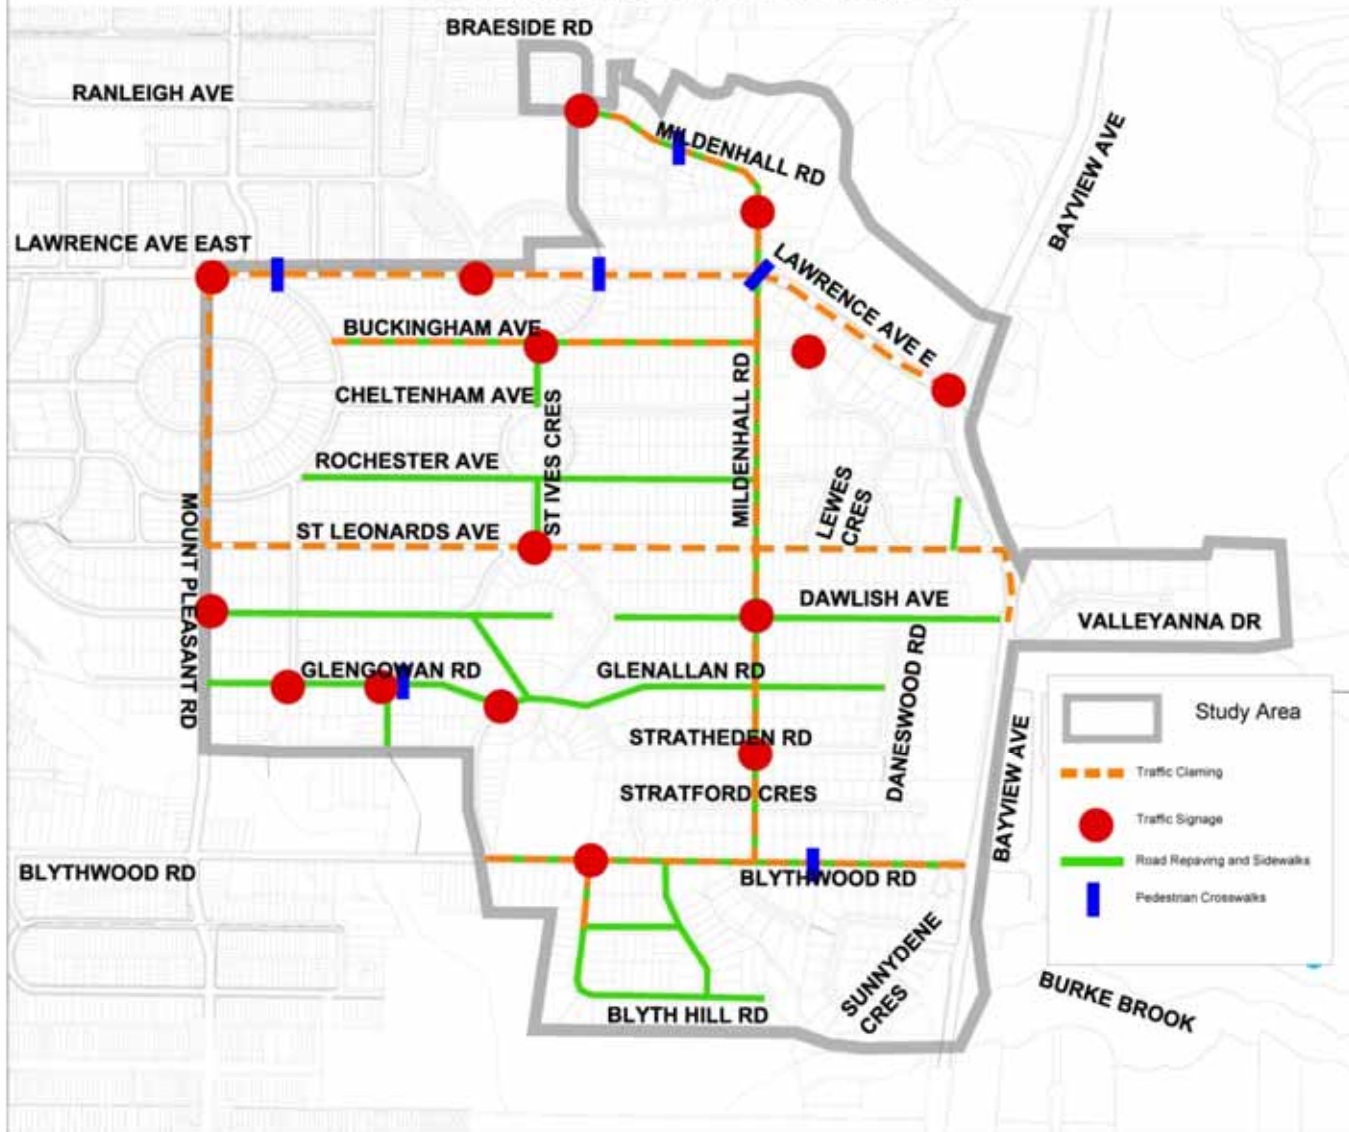 BRAESIDE RD
RANLEIGH AVE
MILDENHALL RD
BAYVIEW AVE
LAWRENCE AVE EAST
LAWRENCE AVE E
BUCKINGHAM AVE
CHELTENHAM AVE
MILDENHALL RD
ST IVES CRES
ROCHESTER AVE
LEWES
CRES
ST LEONARDS AVE
MOUNT PLEASANT RD
DAWLISH AVE
VALLEYANNA DR
GLENGOWAN RD
GLENALLAN RD
DANESWOOD RD
STRATHEDEN RD
STRATFORD CRES
BAYVIEW AVE
Study Area
Traffic Claming
Traffic Signage
Road Repaving and Sidewalks
Pedestrian Crosswalks
BLYTHWOOD RD
BLYTHWOOD RD
SUNNYDENE
CRES
BLYTH HILL RD
BURKE BROOK